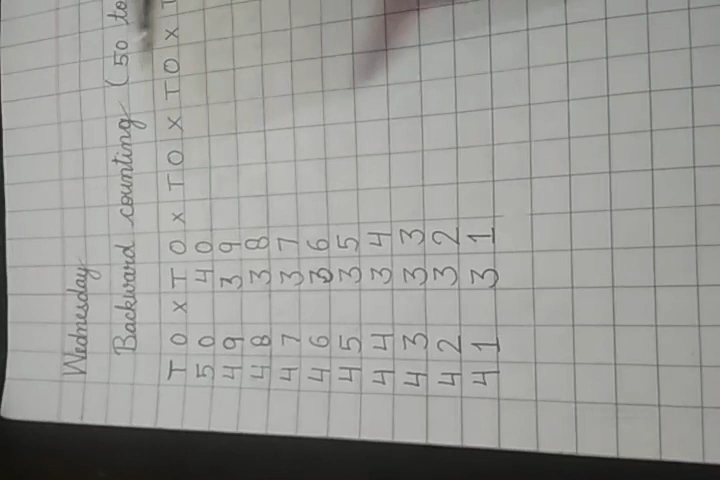 Wednesday
Backward counting (50 to
T O x T O x T O x T O x T
5 0 4 0
4 9 3 9
4 8 3 8
4 7 3 7
4 6 3 6
4 5 3 5
4 4 3 4
4 3 3 3
4 2 3 2
4 1 3 1